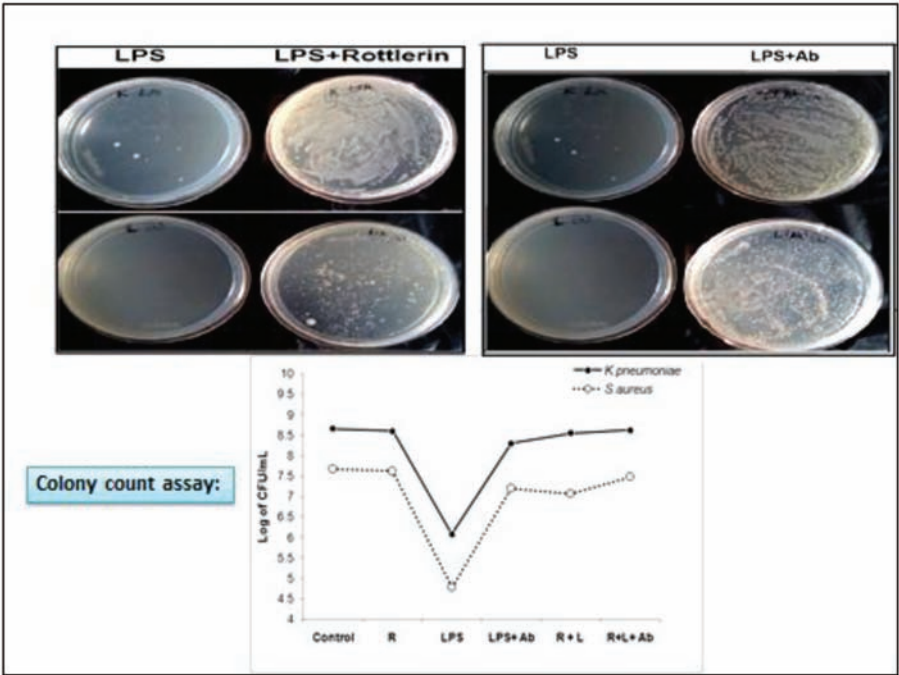 LPS LPS+Rottlerin
LPS LPS+Ab
Colony count assay:
K pneumoniae
S aureus
Log of CFU/mL
10
9.5
9
8.5
8
7.5
7
6.5
6
5.5
5
4.5
4
Control R LPS LPS+Ab R+L R+L+Ab